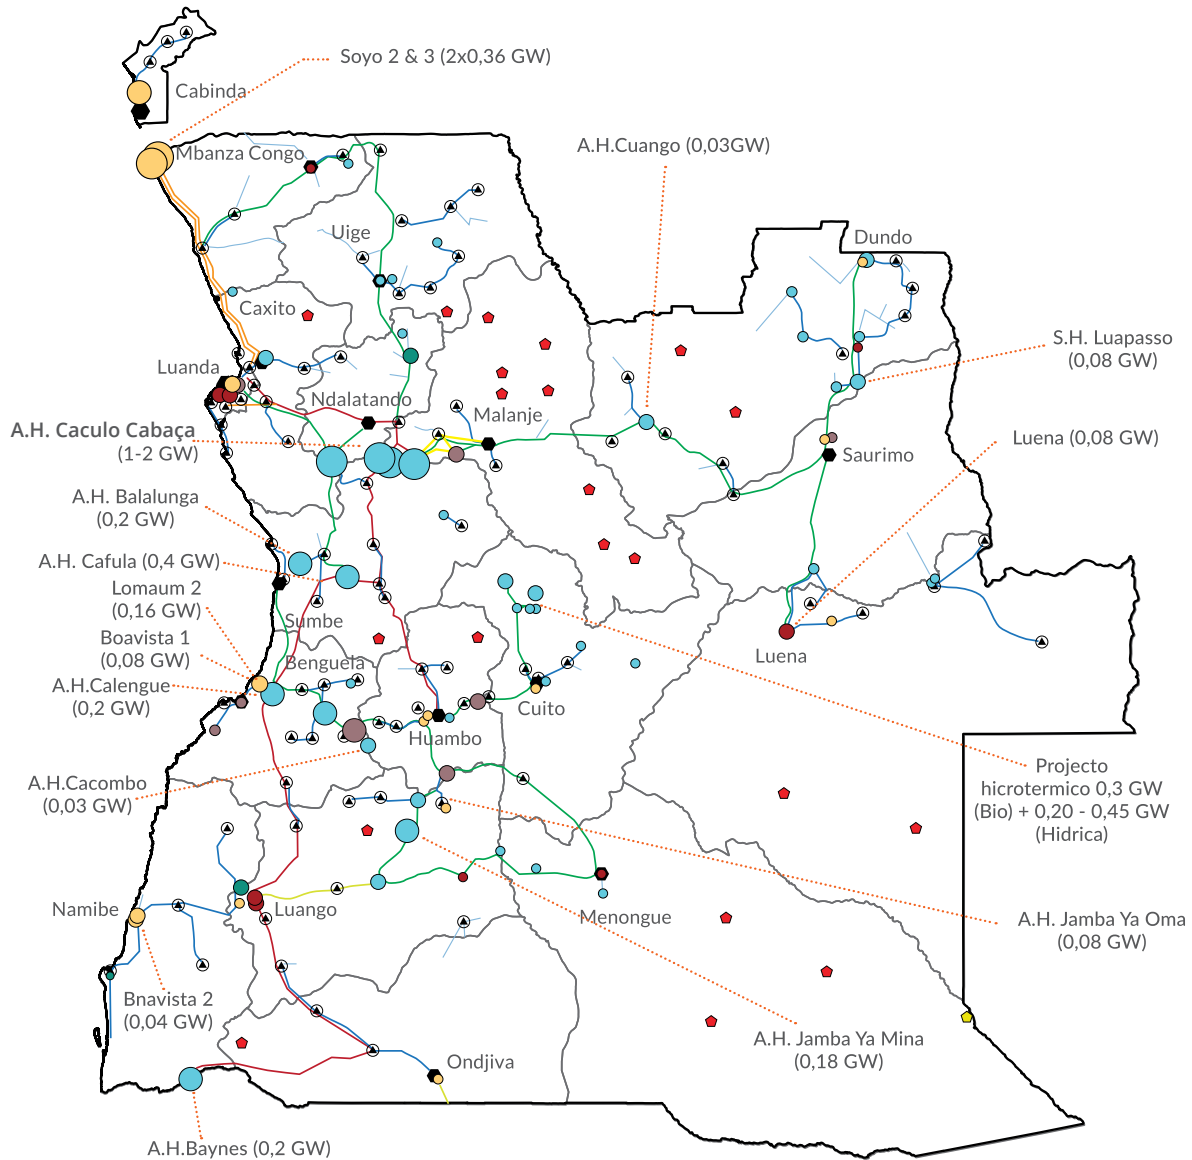 Soyo 2 & 3 (2x0,36 GW)
Cabinda
Mbanza Congo
A.H.Cuango (0,03GW)
Uige
Dundo
Caxito
S.H. Luapasso
(0,08 GW)
Luanda
Ndalatando
Malanje
A.H. Caculo Cabaça
(1-2 GW)
Luena (0,08 GW)
Saurimo
A.H. Balalunga
(0,2 GW)
A.H. Cafula (0,4 GW)
Lomaum 2
(0,16 GW)
Sumbe
Boavista 1
(0,08 GW)
Benguela
Luena
A.H.Calengue
(0,2 GW)
Cuito
Huambo
A.H.Cacombo
(0,03 GW)
Projecto
hicrotermico 0,3 GW
(Bio) + 0,20 - 0,45 GW
(Hidrica)
Namibe
Luango
Menongue
A.H. Jamba Ya Oma
(0,08 GW)
Bnavista 2
(0,04 GW)
A.H. Jamba Ya Mina
(0,18 GW)
Ondjiva
A.H.Baynes (0,2 GW)